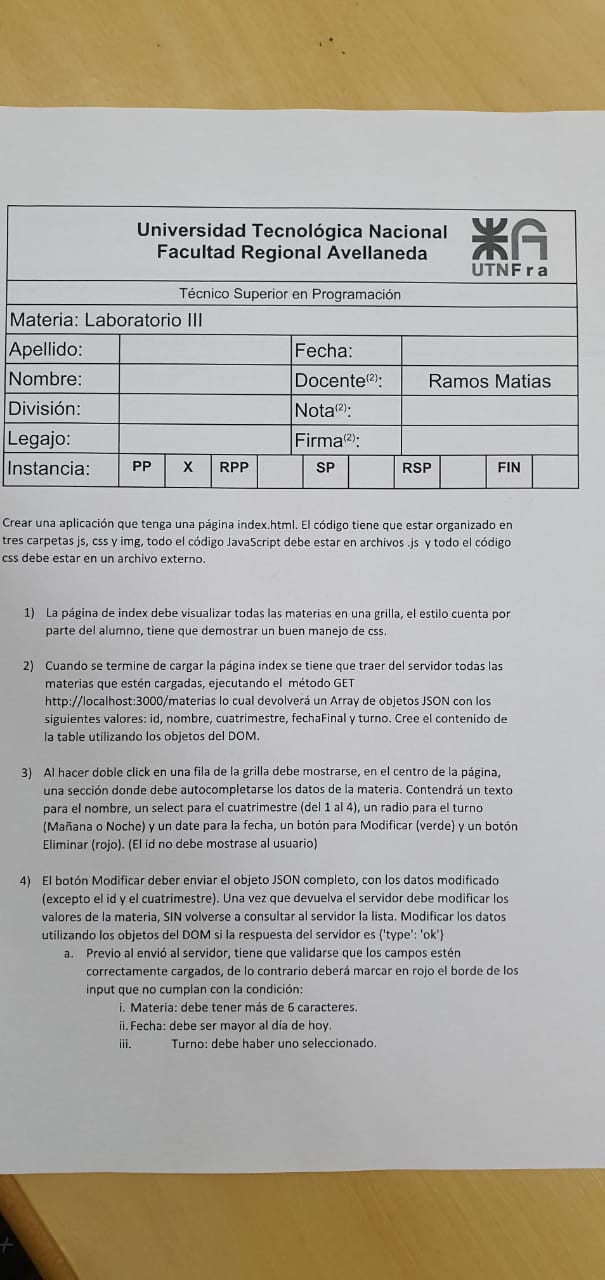 Universidad Tecnológica Nacional
Facultad Regional Avellaneda
UTNFra
Técnico Superior en Programación
Materia: Laboratorio III
Apellido: Fecha:
Nombre: Docente(2): Ramos Matias
División: Nota(2):
Legajo: Firma(2):
Instancia: PP X RPP SP RSP FIN
Crear una aplicación que tenga una página index.html. El código tiene que estar organizado en
tres carpetas js, css y img, todo el código JavaScript debe estar en archivos .js y todo el código
css debe estar en un archivo externo.
1) La página de index debe visualizar todas las materias en una grilla, el estilo cuenta por
parte del alumno, tiene que demostrar un buen manejo de css.
2) Cuando se termine de cargar la página index se tiene que traer del servidor todas las
materias que estén cargadas, ejecutando el método GET
http://localhost:3000/materias lo cual devolverá un Array de objetos JSON con los
siguientes valores: id, nombre, cuatrimestre, fechaFinal y turno. Cree el contenido de
la table utilizando los objetos del DOM.
3) Al hacer doble click en una fila de la grilla debe mostrarse, en el centro de la página,
una sección donde debe autocompletarse los datos de la materia. Contendrá un texto
para el nombre, un select para el cuatrimestre (del 1 al 4), un radio para el turno
(Mañana o Noche) y un date para la fecha, un botón para Modificar (verde) y un botón
Eliminar (rojo). (El id no debe mostrase al usuario)
4) El botón Modificar deber enviar el objeto JSON completo, con los datos modificado
(excepto el id y el cuatrimestre). Una vez que devuelva el servidor debe modificar los
valores de la materia, SIN volverse a consultar al servidor la lista. Modificar los datos
utilizando los objetos del DOM si la respuesta del servidor es {'type': 'ok'}
a. Previo al envió al servidor, tiene que validarse que los campos estén
correctamente cargados, de lo contrario deberá marcar en rojo el borde de los
input que no cumplan con la condición:
i. Materia: debe tener más de 6 caracteres.
ii. Fecha: debe ser mayor al día de hoy.
iii. Turno: debe haber uno seleccionado.